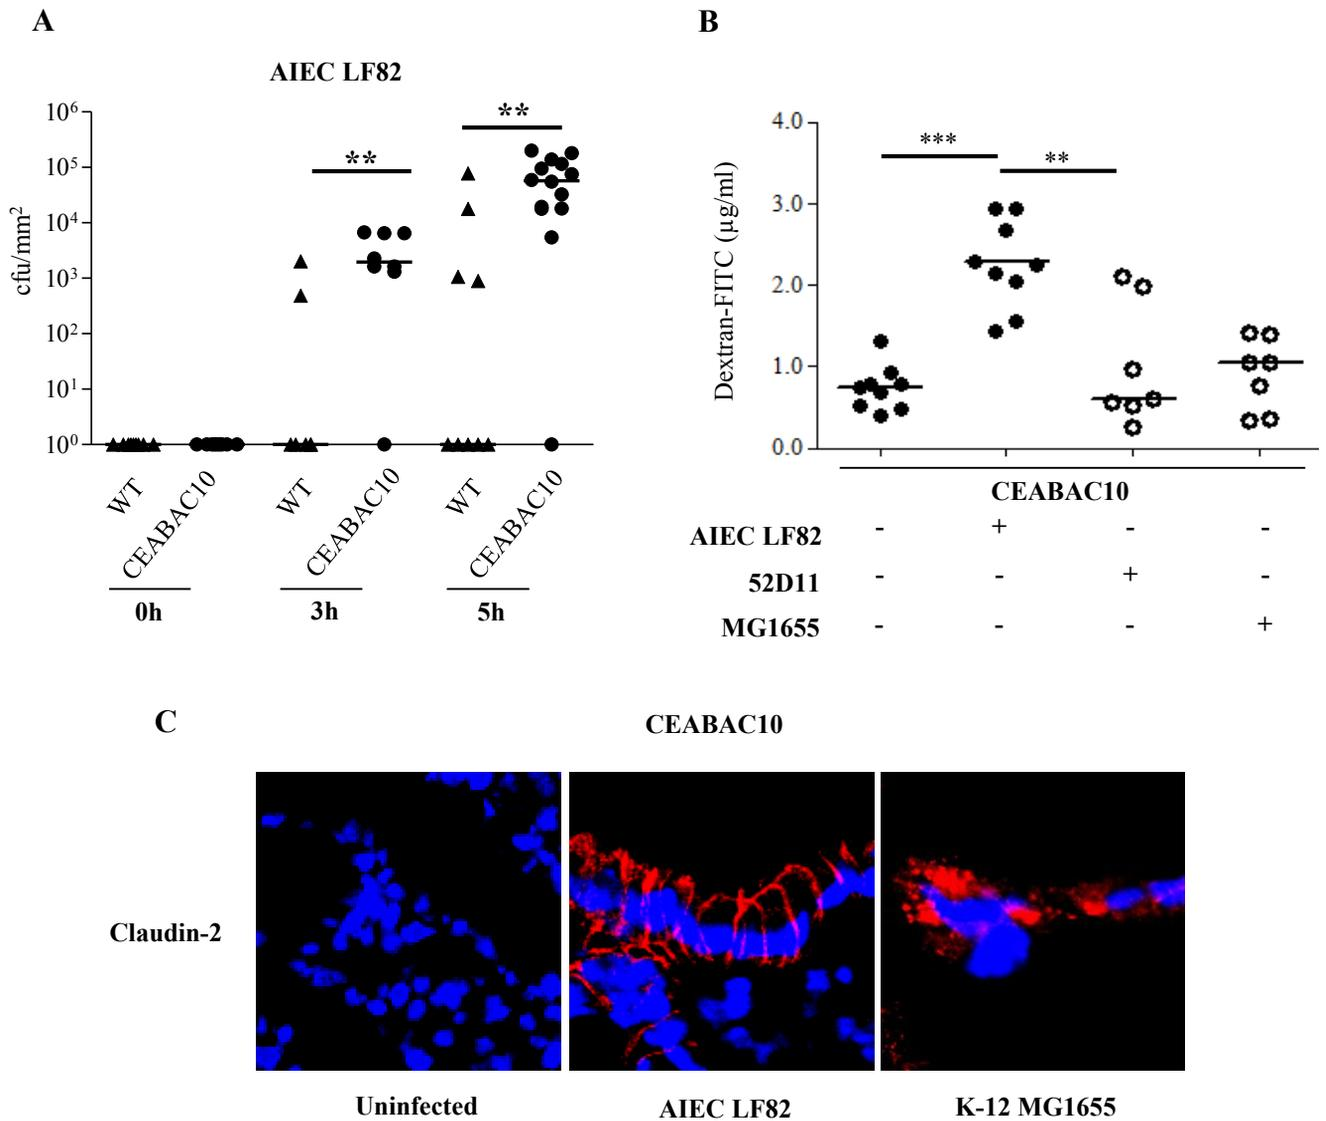 A
AIEC LF82
cfu/mm²
10⁶
10⁵
10⁴
10³
10²
10¹
10⁰
**
**
WT
CEABAC10
WT
CEABAC10
WT
CEABAC10
0h
3h
5h
B
Dextran-FITC (µg/ml)
4.0
3.0
2.0
1.0
0.0
***
**
CEABAC10
AIEC LF82 - + - -
52D11 - - + -
MG1655 - - - +
C
CEABAC10
Claudin-2
Uninfected
AIEC LF82
K-12 MG1655